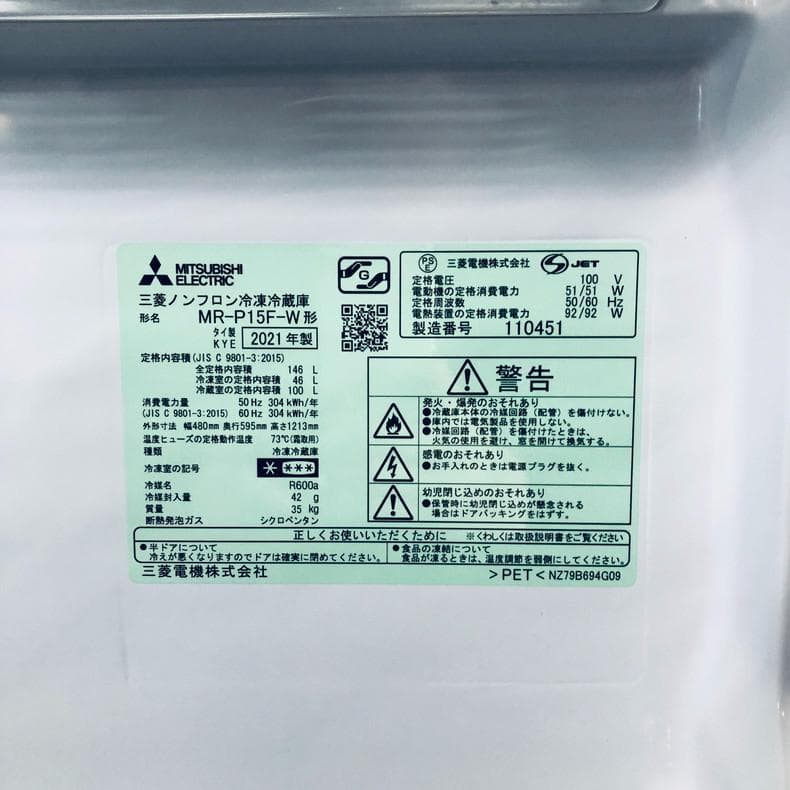 MITSUBISHI
ELECTRIC
三菱ノンフロン冷凍冷蔵庫
形名 MR-P15F-W形
タイ製
KYE 2021年製
定格内容積(JIS C 9801-3:2015)
全定格内容積 146 L
冷凍室の定格内容積 46 L
冷蔵室の定格内容積 100 L
消費電力量 50 Hz 304 kWh/年
(JIS C 9801-3:2015) 60 Hz 304 kWh/年
外形寸法 幅480mm 奥行595mm 高さ1213mm
温度ヒューズの定格動作温度 73℃(霜取用)
種類 冷凍冷蔵庫
冷凍室の記号
冷媒名 R600a
冷媒封入量 42 g
質量 35 kg
断熱発泡ガス シクロペンタン
G
PS
E
三菱電機株式会社 JET
定格電圧 100 V
電動機の定格消費電力 51/51 W
定格周波数 50/60 Hz
電熱装置の定格消費電力 92/92 W
製造番号 110451
警告
発火・爆発のおそれあり
●冷蔵庫本体の冷媒回路(配管)を傷付けない。
●庫内では電気製品を使用しない。
●冷媒回路(配管)を傷付けたときは、
火気の使用を避け、窓を開けて換気する。
感電のおそれあり
●お手入れのときは電源プラグを抜く。
幼児閉じ込めのおそれあり
●保管時に幼児閉じ込めが懸念される
場合はドアパッキングをはずす。
正しくお使いいただくために ※くわしくは取扱説明書をご覧ください
●半ドアについて
冷えが悪くなりますのでドアは確実に閉めてください。
●食品の凍結について
食品が凍るときは、温度調節を弱側にしてください。
三菱電機株式会社
>PET< NZ79B694G09